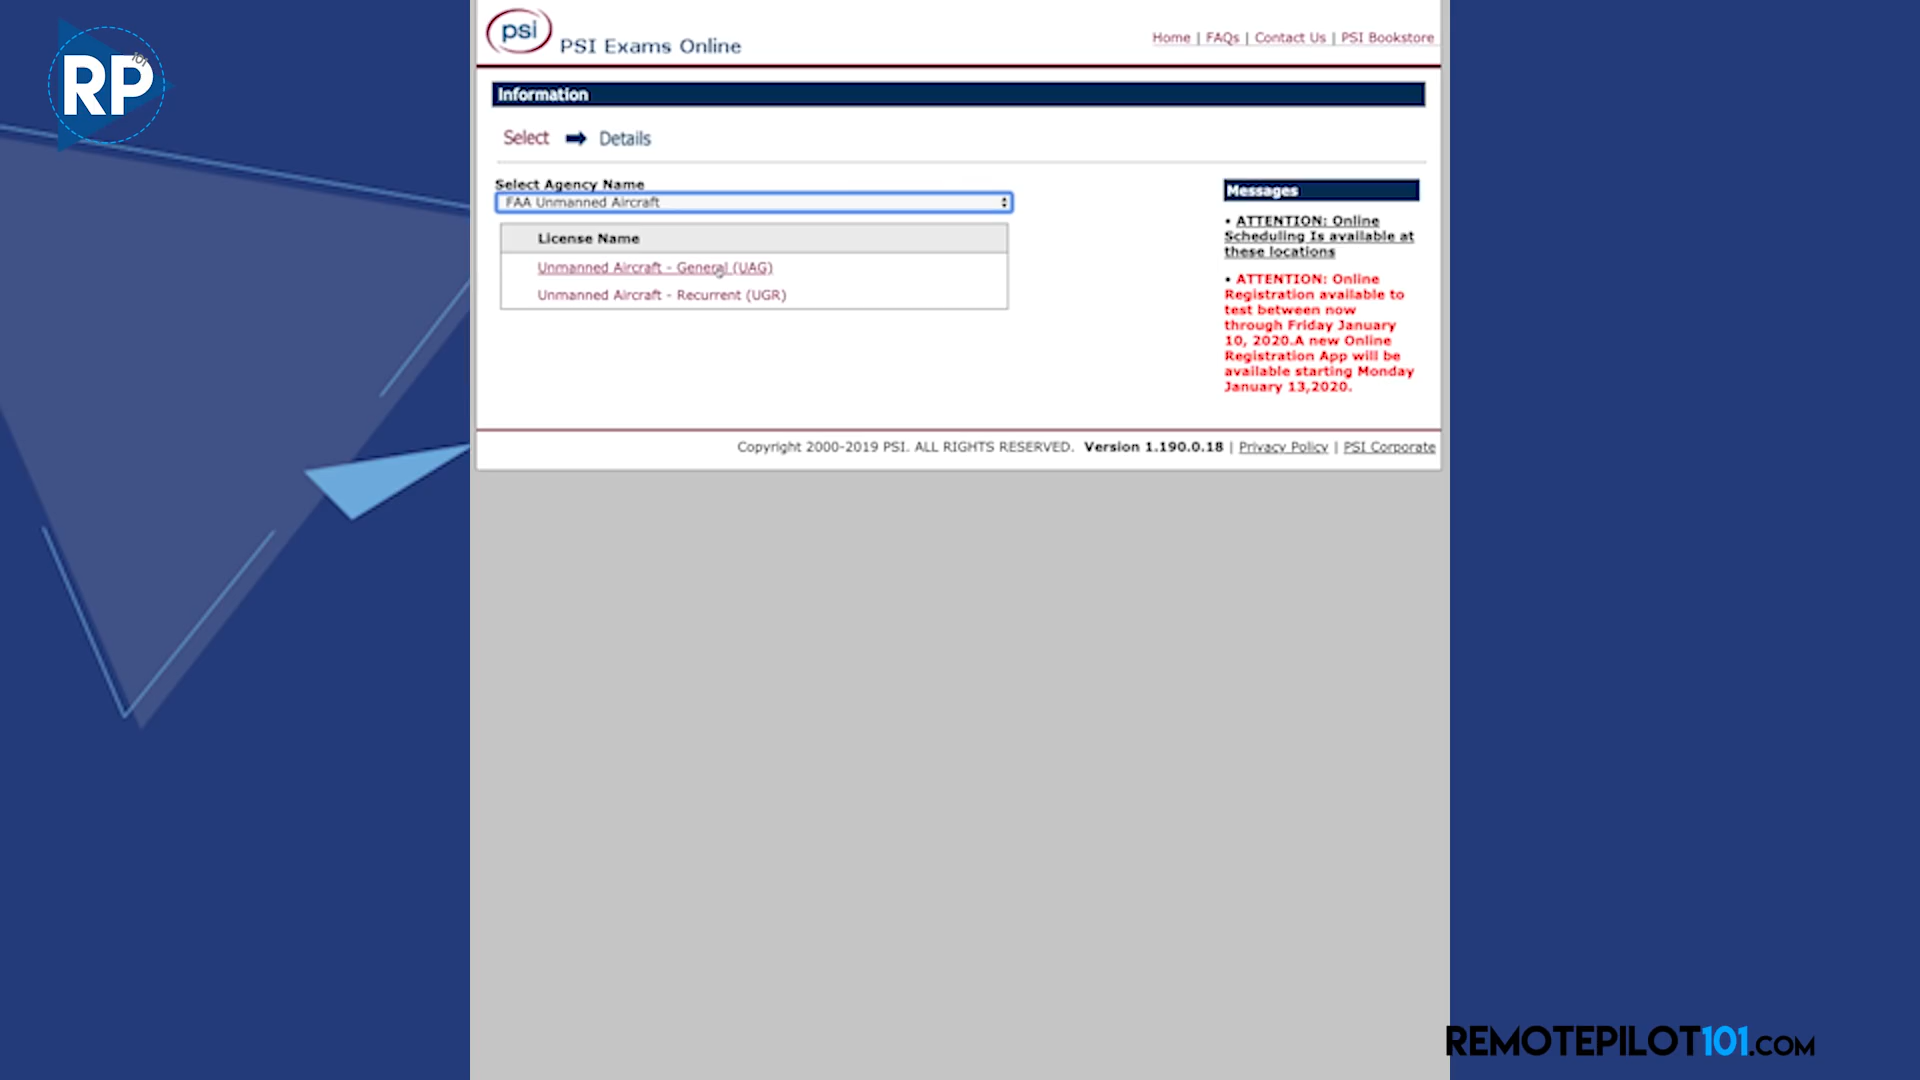 RP
101
psi
PSI Exams Online
Home | FAQs | Contact Us | PSI Bookstore
Information
Select Details
Select Agency Name
FAA Unmanned Aircraft
License Name
Unmanned Aircraft - General (UAG)
Unmanned Aircraft - Recurrent (UGR)
Messages
• ATTENTION: Online
Scheduling Is available at
these locations
• ATTENTION: Online
Registration available to
test between now
through Friday January
10, 2020.A new Online
Registration App will be
available starting Monday
January 13,2020.
Copyright 2000-2019 PSI. ALL RIGHTS RESERVED. Version 1.190.0.18 | Privacy Policy | PSI Corporate
REMOTEPILOT101.COM